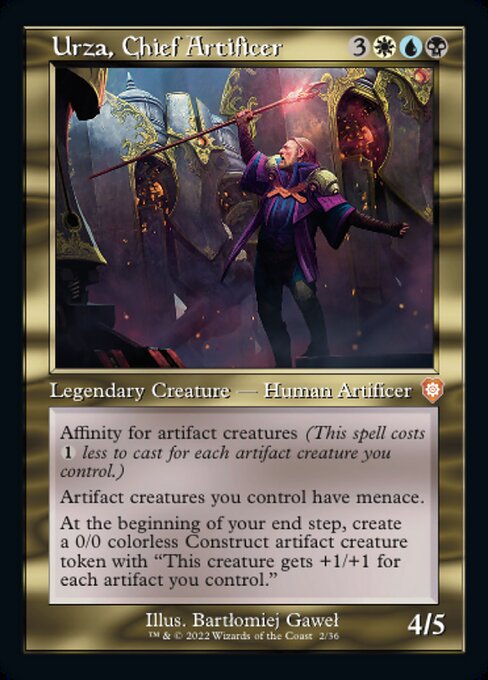 Urza, Chief Artificer 3
Legendary Creature — Human Artificer
Affinity for artifact creatures (This spell costs
1 less to cast for each artifact creature you
control.)
Artifact creatures you control have menace.
At the beginning of your end step, create
a 0/0 colorless Construct artifact creature
token with “This creature gets +1/+1 for
each artifact you control.”
Illus. Bartłomiej Gaweł
™ & © 2022 Wizards of the Coast 2/36
4/5